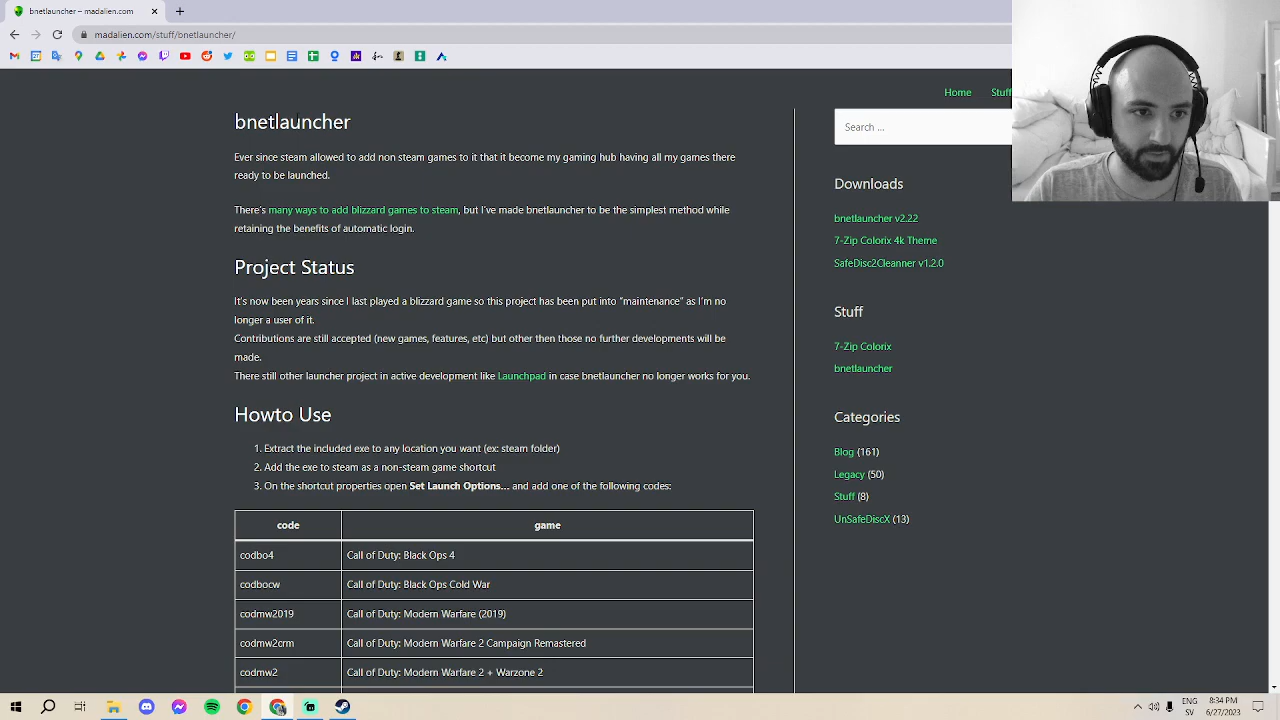 bnetlauncher – madalien.com
madalien.com/stuff/bnetlauncher/
Home Stuff
bnetlauncher
Ever since steam allowed to add non steam games to it that it become my gaming hub having all my games there
ready to be launched.
There's many ways to add blizzard games to steam, but I've made bnetlauncher to be the simplest method while
retaining the benefits of automatic login.
Project Status
It's now been years since I last played a blizzard game so this project has been put into “maintenance” as I'm no
longer a user of it.
Contributions are still accepted (new games, features, etc) but other then those no further developments will be
made.
There still other launcher project in active development like Launchpad in case bnetlauncher no longer works for you.
Howto Use
1. Extract the included exe to any location you want (ex: steam folder)
2. Add the exe to steam as a non-steam game shortcut
3. On the shortcut properties open Set Launch Options... and add one of the following codes:
code game
codbo4 Call of Duty: Black Ops 4
codbocw Call of Duty: Black Ops Cold War
codmw2019 Call of Duty: Modern Warfare (2019)
codmw2crm Call of Duty: Modern Warfare 2 Campaign Remastered
codmw2 Call of Duty: Modern Warfare 2 + Warzone 2
Search ...
Downloads
bnetlauncher v2.22
7-Zip Colorix 4k Theme
SafeDisc2Cleanner v1.2.0
Stuff
7-Zip Colorix
bnetlauncher
Categories
Blog (161)
Legacy (50)
Stuff (8)
UnSafeDiscX (13)
ENG
SV
8:34 PM
6/27/2023